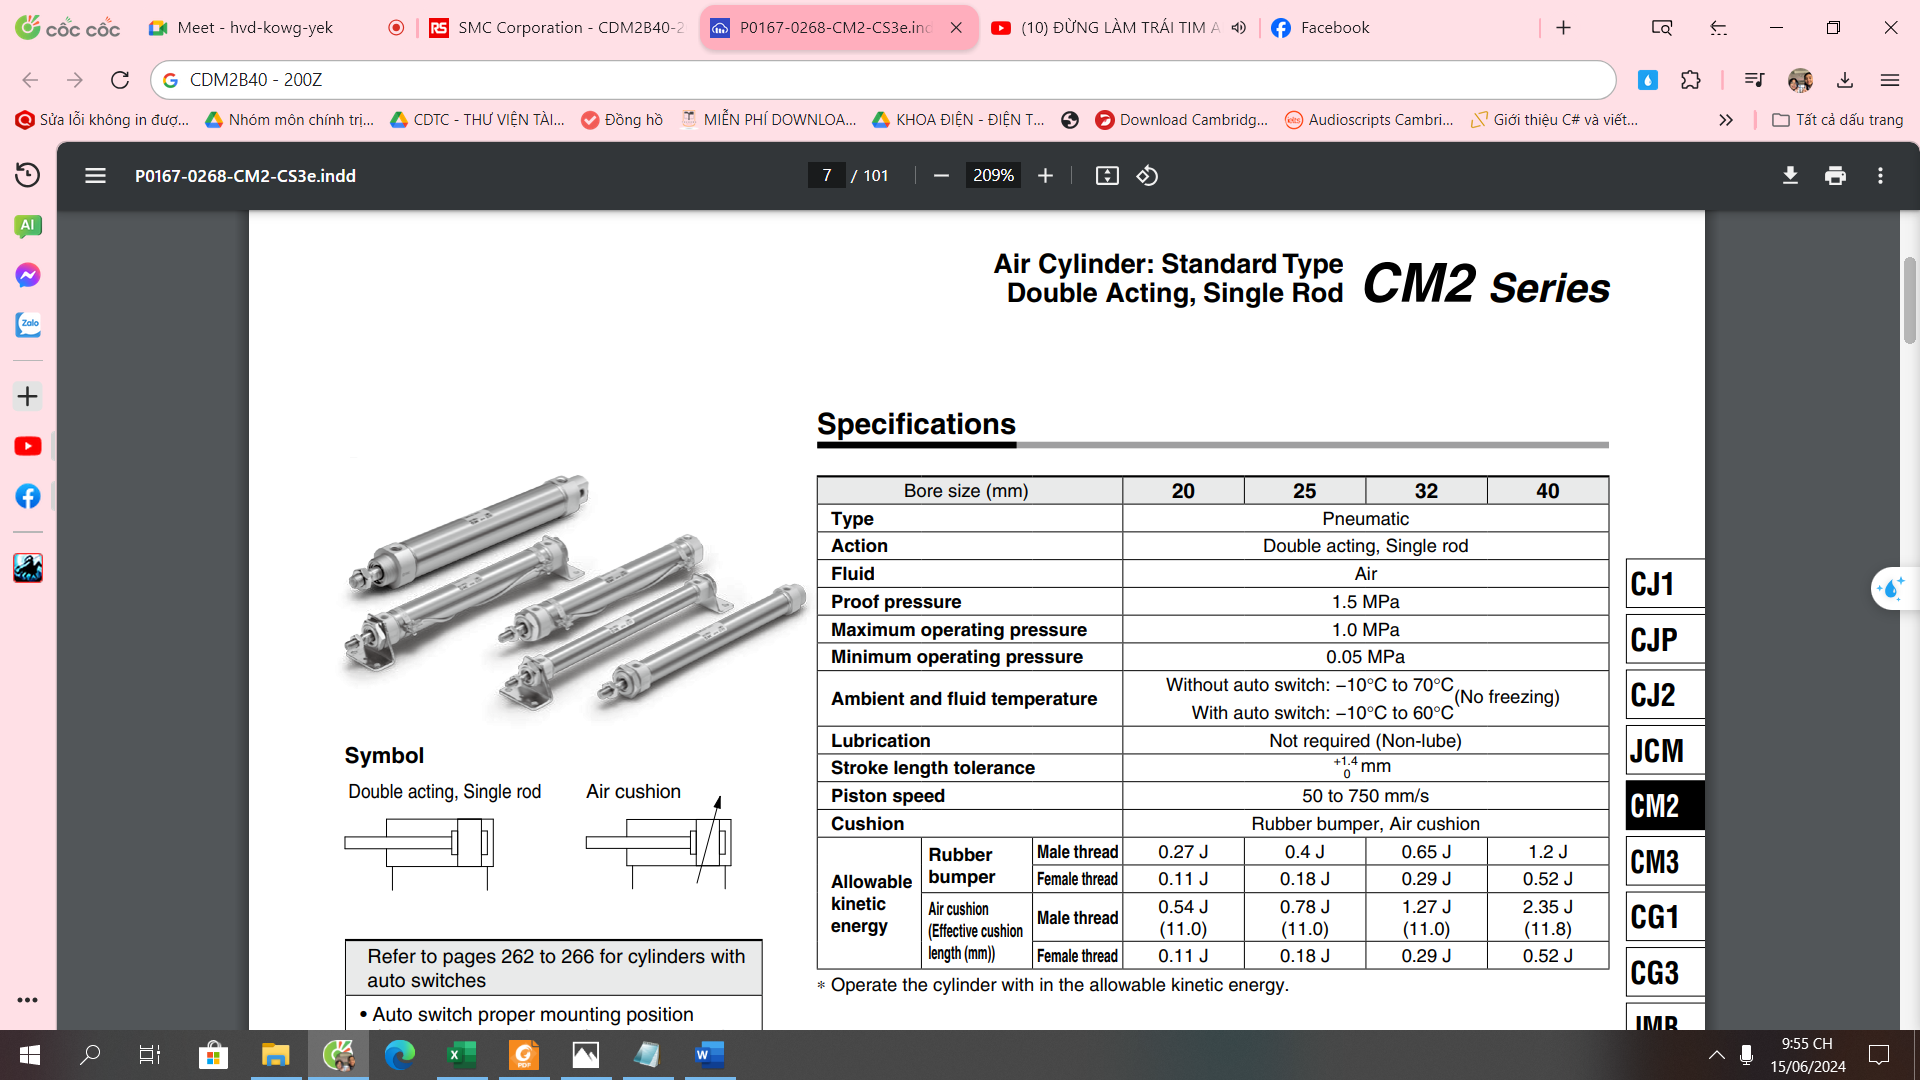 cốc cốc
Meet - hvd-kowg-yek
RS
SMC Corporation - CDM2B40-2
P0167-0268-CM2-CS3e.ind
(10) ĐỪNG LÀM TRÁI TIM A
Facebook
CDM2B40 - 200Z
Sửa lỗi không in đượ...
Nhóm môn chính trị,...
CDTC - THƯ VIỆN TÀI...
Đồng hồ
MIỄN PHÍ DOWNLOA...
KHOA ĐIỆN - ĐIỆN T...
Download Cambridg...
Audioscripts Cambri...
Giới thiệu C# và viết...
Tất cả dấu trang
P0167-0268-CM2-CS3e.indd
7 / 101
209%
AI
Zalo
Air Cylinder: Standard Type
Double Acting, Single Rod
CM2 Series
Specifications
Bore size (mm) 20 25 32 40
Type Pneumatic
Action Double acting, Single rod
Fluid Air
Proof pressure 1.5 MPa
Maximum operating pressure 1.0 MPa
Minimum operating pressure 0.05 MPa
Ambient and fluid temperature Without auto switch: –10°C to 70°C
With auto switch: –10°C to 60°C
(No freezing)
Lubrication Not required (Non-lube)
Stroke length tolerance +1.4 0 mm
Piston speed 50 to 750 mm/s
Cushion Rubber bumper, Air cushion
Allowable kinetic energy
Rubber bumper
Male thread 0.27 J 0.4 J 0.65 J 1.2 J
Female thread 0.11 J 0.18 J 0.29 J 0.52 J
Air cushion
(Effective cushion
length (mm))
Male thread 0.54 J 0.78 J 1.27 J 2.35 J
(11.0) (11.0) (11.0) (11.8)
Female thread 0.11 J 0.18 J 0.29 J 0.52 J
* Operate the cylinder with in the allowable kinetic energy.
Symbol
Double acting, Single rod
Air cushion
Refer to pages 262 to 266 for cylinders with
auto switches
• Auto switch proper mounting position
CJ1
CJP
CJ2
JCM
CM2
CM3
CG1
CG3
JMB
9:55 CH
15/06/2024